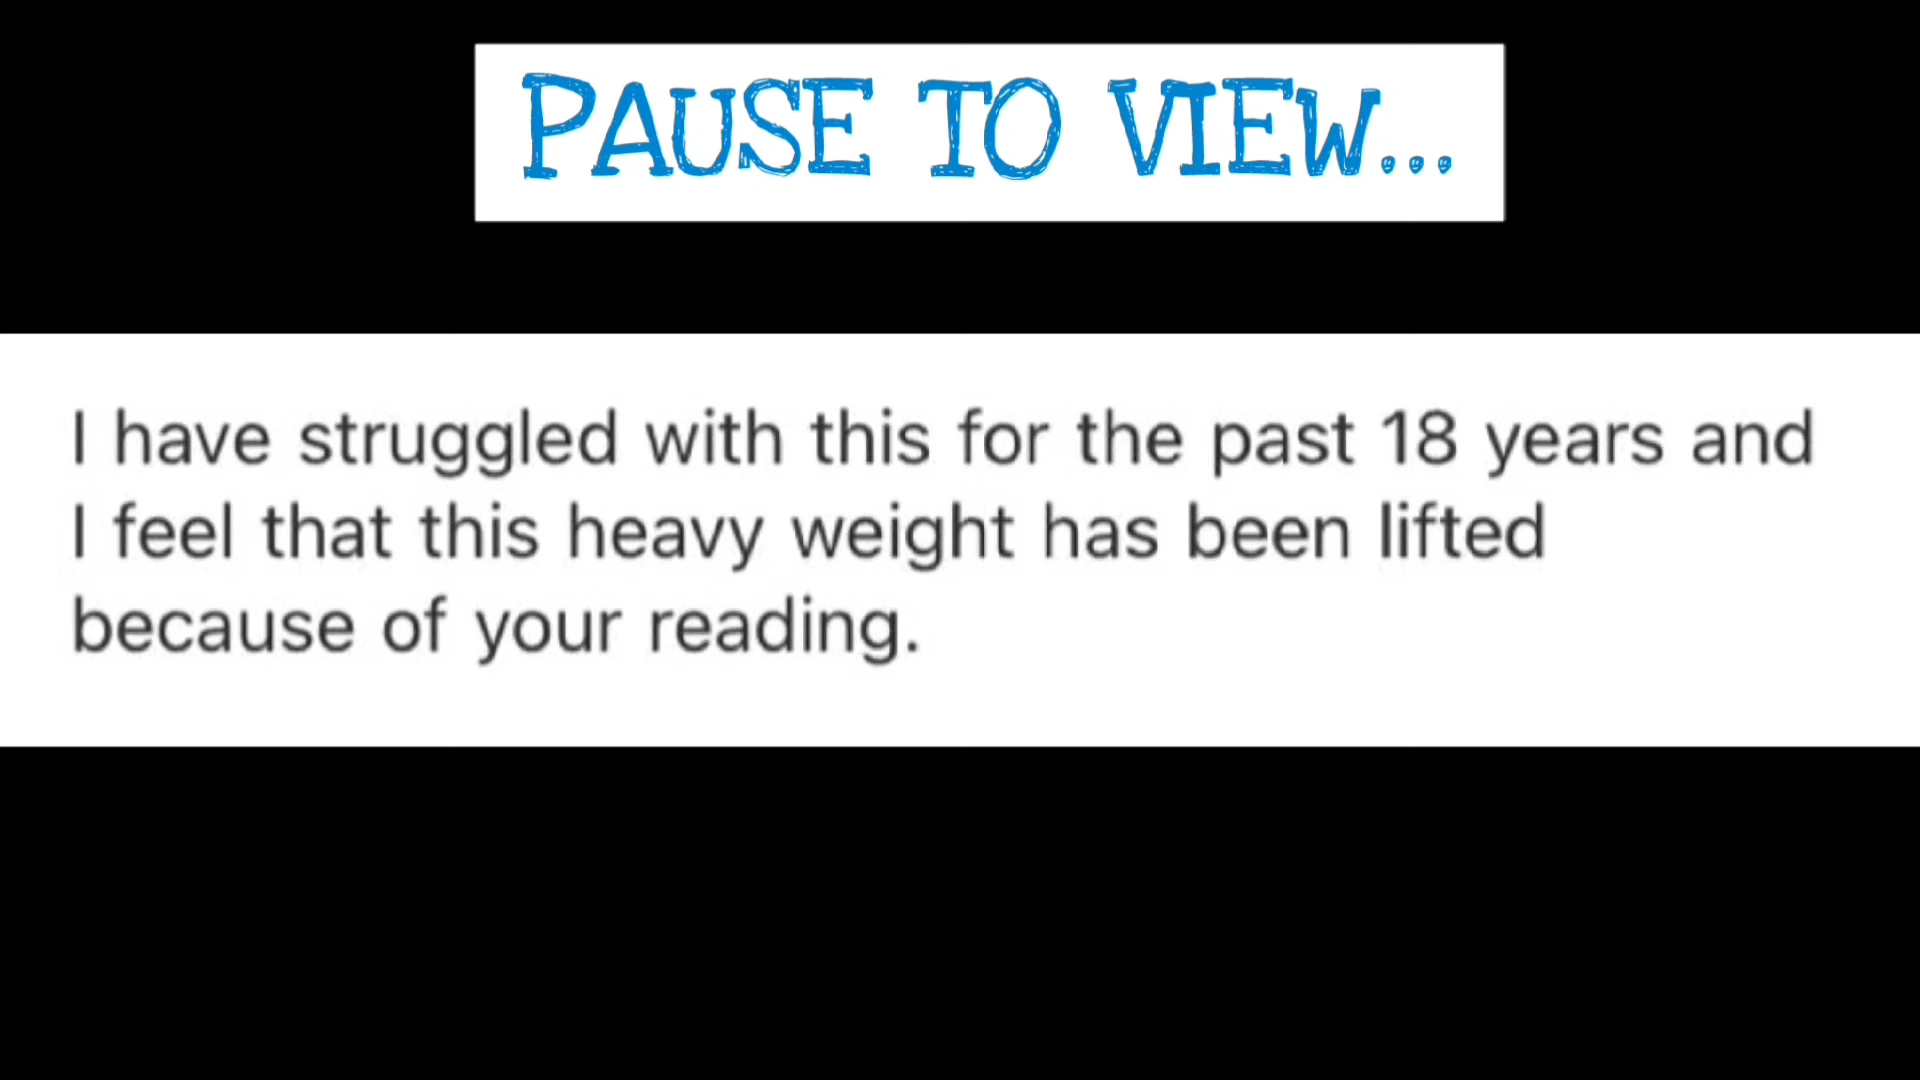 PAUSE TO VIEW...
I have struggled with this for the past 18 years and
I feel that this heavy weight has been lifted
because of your reading.